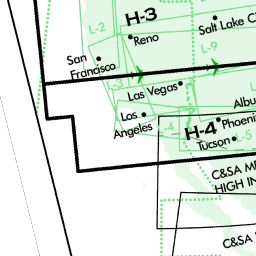 H-3
L-2
Reno
Salt Lake C
L-9
San
Francisco
L-3
Las Vegas
Los
Angeles
L-4
Albu
H-4
Phoeni
Tucson
L-5
C&SA M
HIGH IN
C&SA